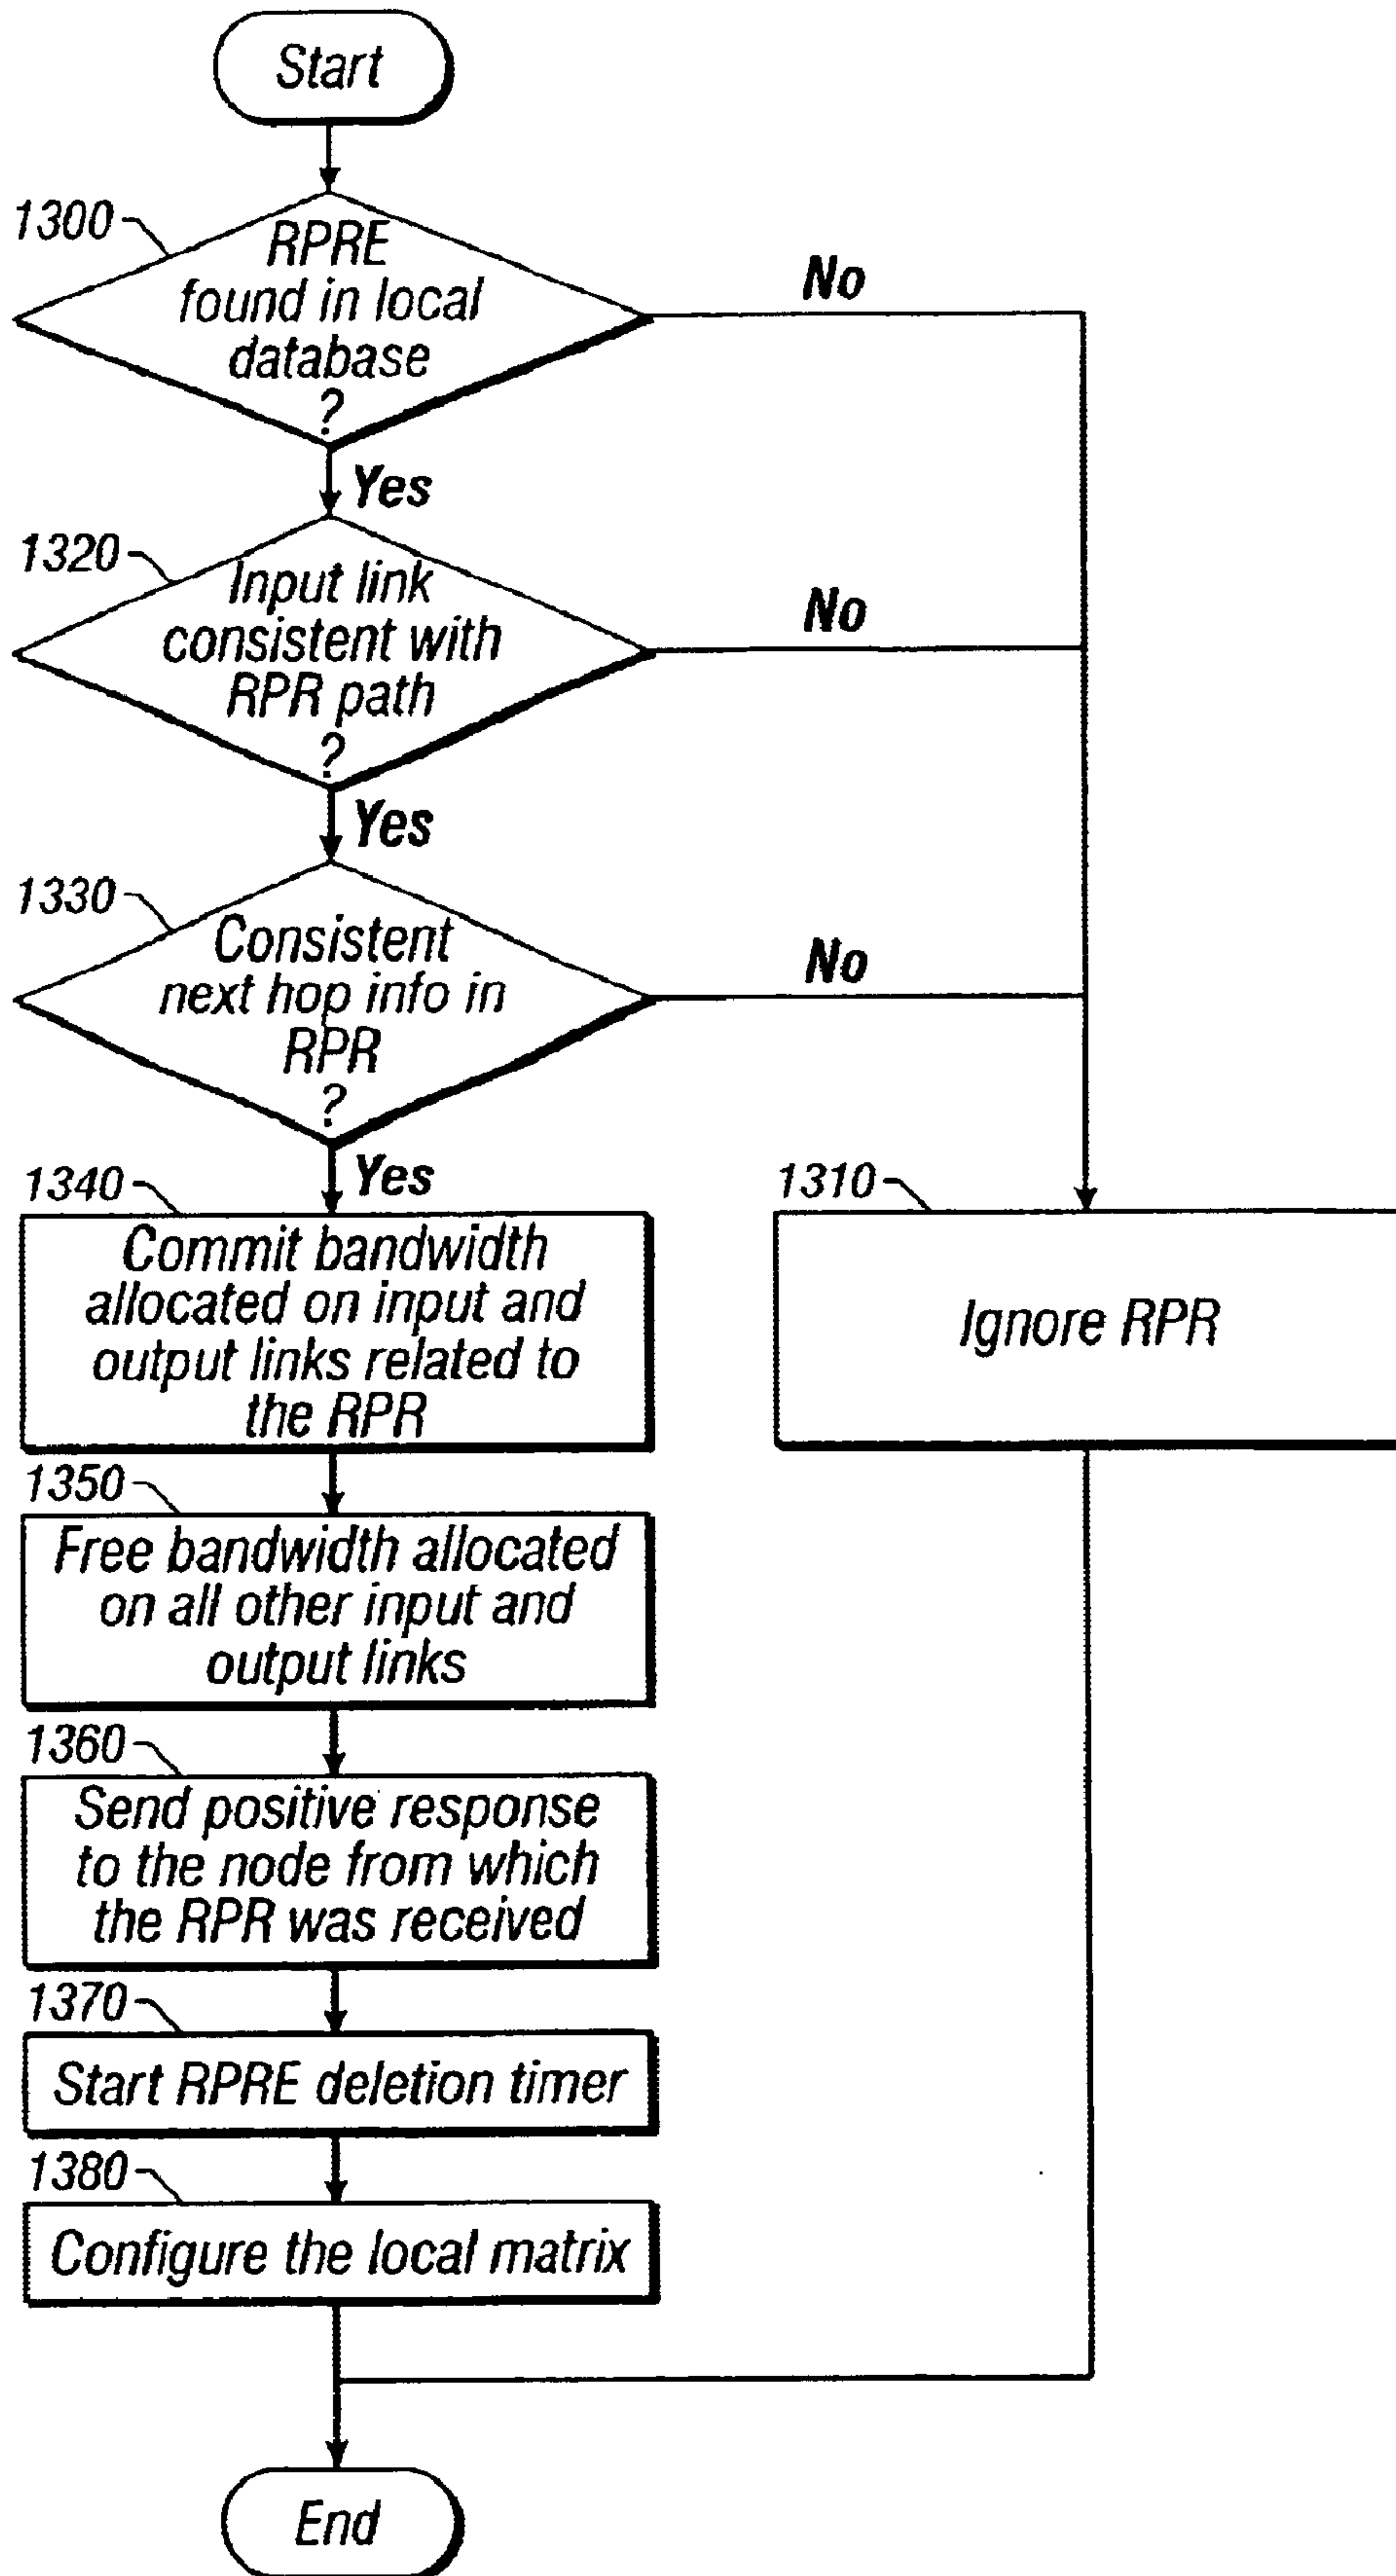 Start
1300
RPRE
found in local
database
?
No
Yes
1320
Input link
consistent with
RPR path
?
No
Yes
1330
Consistent
next hop info in
RPR
?
No
Yes
1340
Commit bandwidth
allocated on input and
output links related to
the RPR
1310
Ignore RPR
1350
Free bandwidth allocated
on all other input and
output links
1360
Send positive response
to the node from which
the RPR was received
1370
Start RPRE deletion timer
1380
Configure the local matrix
End